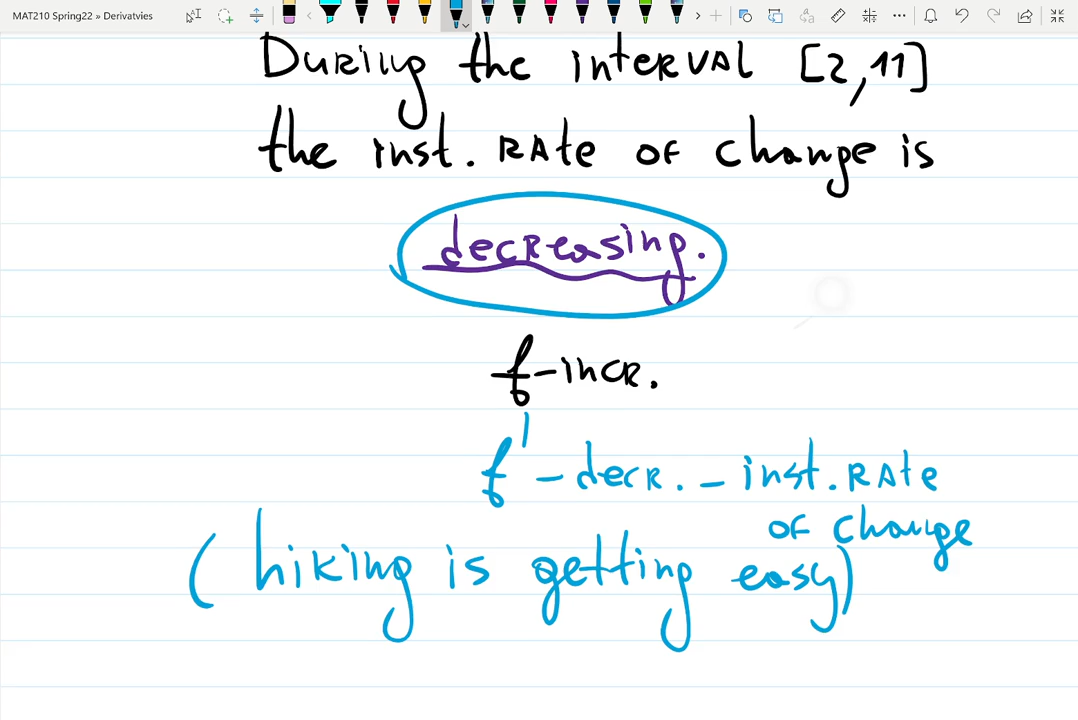 MAT210 Spring22 » Derivatvies
During the interval [2,11]
the inst. rate of change is
decreasing.
f-incr.
f' - decr. - inst. rate
of change
(hiking is getting easy)